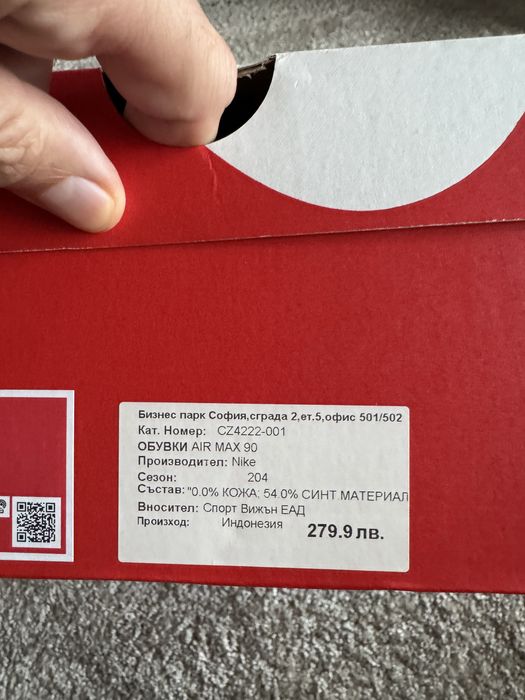 Бизнес парк София,сграда 2,ет.5,офис 501/502
Кат. Номер: CZ4222-001
ОБУВКИ AIR MAX 90
Производител: Nike
Сезон: 204
Състав: "0.0% КОЖА; 54.0% СИНТ МАТЕРИАЛ
Вносител: Спорт Вижън ЕАД
Произход: Индонезия 279.9 лв.